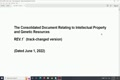 The Consolidated Document Relating to Intellectual Property
and Genetic Resources
REV.1 (track-changed version)
(Dated June 1, 2022)